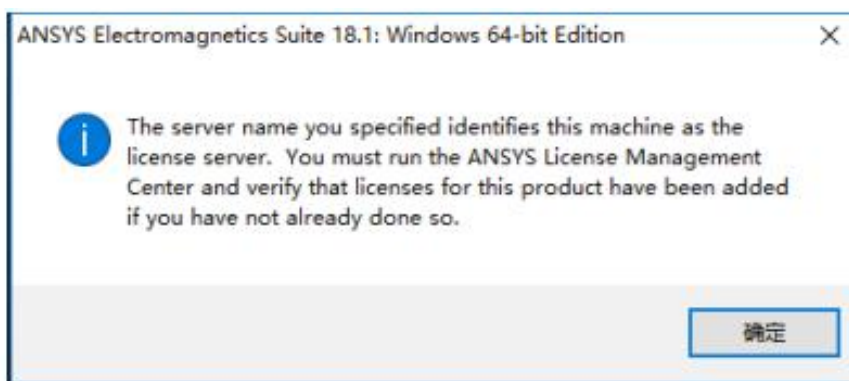 ANSYS Electromagnetics Suite 18.1: Windows 64-bit Edition
The server name you specified identifies this machine as the
license server. You must run the ANSYS License Management
Center and verify that licenses for this product have been added
if you have not already done so.
确定